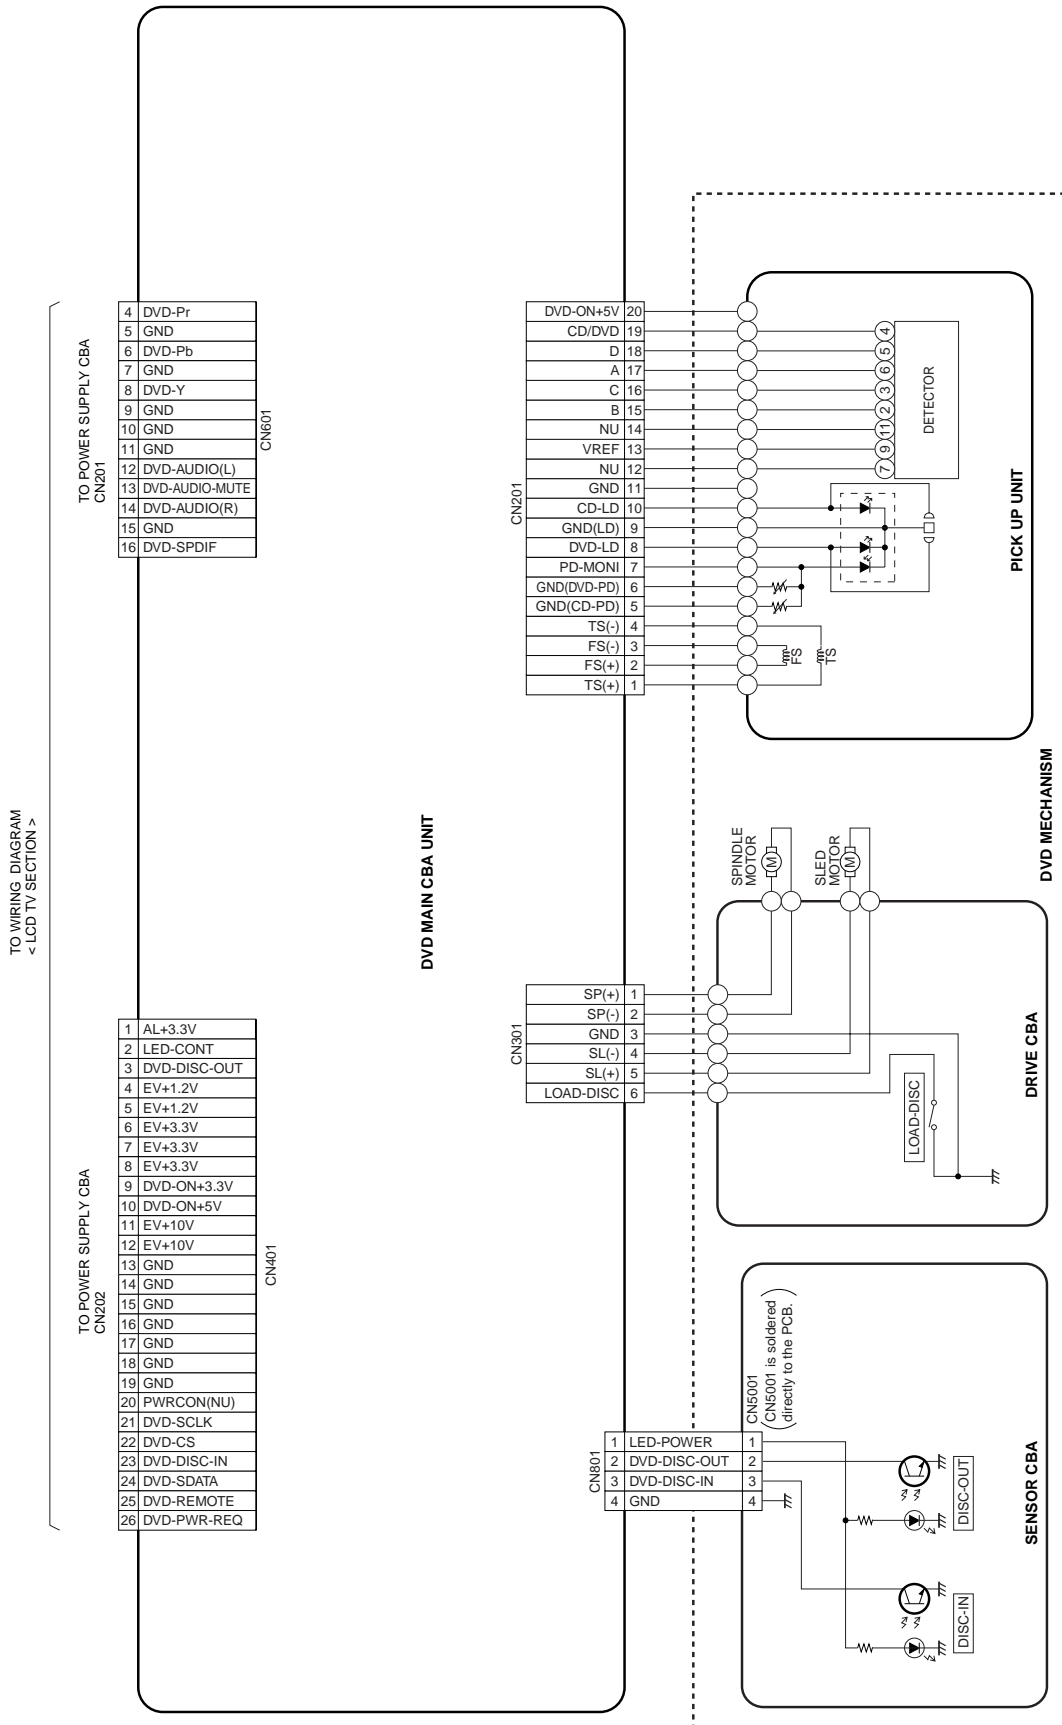 TO WIRING DIAGRAM
< LCD TV SECTION >
TO POWER SUPPLY CBA
CN201
4 DVD-Pr
5 GND
6 DVD-Pb
7 GND
8 DVD-Y
9 GND
10 GND
11 GND
12 DVD-AUDIO(L)
13 DVD-AUDIO-MUTE
14 DVD-AUDIO(R)
15 GND
16 DVD-SPDIF
CN601
TO POWER SUPPLY CBA
CN202
1 AL+3.3V
2 LED-CONT
3 DVD-DISC-OUT
4 EV+1.2V
5 EV+1.2V
6 EV+3.3V
7 EV+3.3V
8 EV+3.3V
9 DVD-ON+3.3V
10 DVD-ON+5V
11 EV+10V
12 EV+10V
13 GND
14 GND
15 GND
16 GND
17 GND
18 GND
19 GND
20 PWRCON(NU)
21 DVD-SCLK
22 DVD-CS
23 DVD-DISC-IN
24 DVD-SDATA
25 DVD-REMOTE
26 DVD-PWR-REQ
CN401
DVD MAIN CBA UNIT
CN201
DVD-ON+5V 20
CD/DVD 19
D 18
A 17
C 16
B 15
NU 14
VREF 13
NU 12
GND 11
CD-LD 10
GND(LD) 9
DVD-LD 8
PD-MONI 7
GND(DVD-PD) 6
GND(CD-PD) 5
TS(-) 4
FS(-) 3
FS(+) 2
TS(+) 1
4
5
6
3
2
11
9
7
DETECTOR
FS
TS
PICK UP UNIT
DVD MECHANISM
CN301
SP(+) 1
SP(-) 2
GND 3
SL(-) 4
SL(+) 5
LOAD-DISC 6
SPINDLE
MOTOR
M
SLED
MOTOR
M
LOAD-DISC
DRIVE CBA
CN801
1 LED-POWER 1
2 DVD-DISC-OUT 2
3 DVD-DISC-IN 3
4 GND 4
CN5001
(CN5001 is soldered
directly to the PCB.)
DISC-OUT
DISC-IN
SENSOR CBA